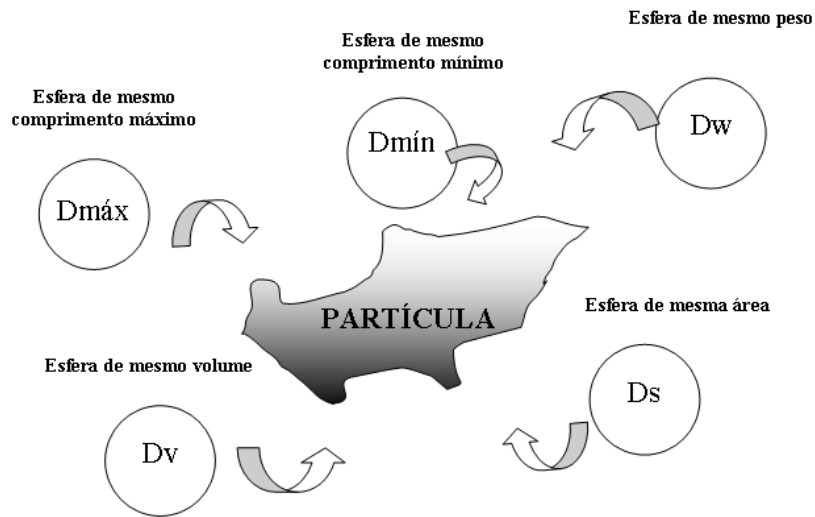 Esfera de mesmo peso
Dw
Esfera de mesmo
comprimento mínimo
Dmín
Esfera de mesmo
comprimento máximo
Dmáx
PARTÍCULA
Esfera de mesma área
Ds
Esfera de mesmo volume
Dv